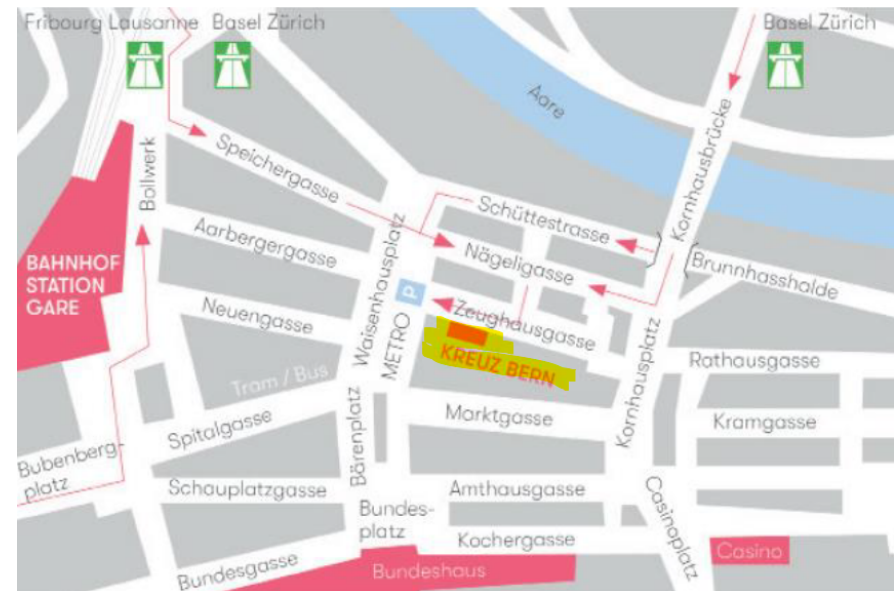 Fribourg Lausanne
Basel Zürich
Basel Zürich
Aare
Kornhausbrücke
Bollwerk
Speichergasse
Schüttestrasse
Aarbergergasse
Waisenhausplatz
Nägeligasse
Brunnhasshalde
BAHNHOF
STATION
GARE
P
Neuengasse
METRO
Zeughausgasse
KREUZ BERN
Kornhausplatz
Rathausgasse
Tram / Bus
Marktgasse
Kramgasse
Spitalgasse
Bärenplatz
Bubenberg-
platz
Schauplatzgasse
Amthausgasse
Casinoplatz
Bundes-
platz
Kochergasse
Casino
Bundesgasse
Bundeshaus